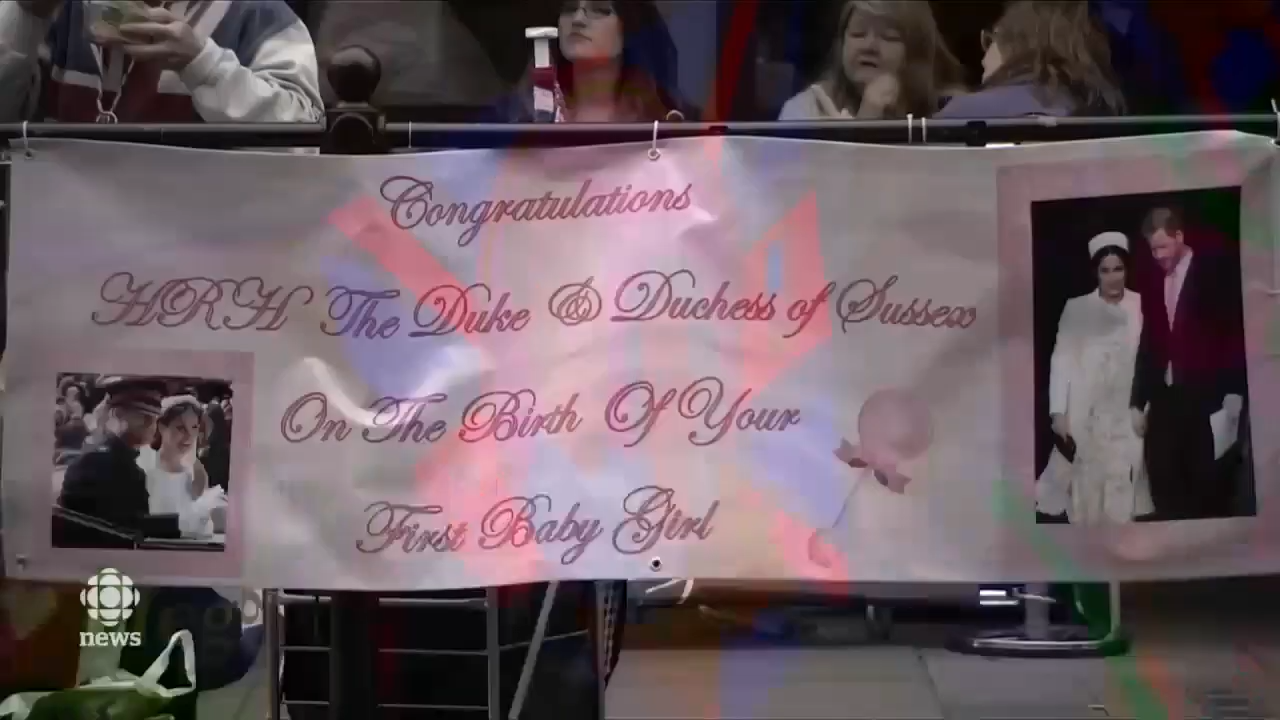 Congratulations
HRH The Duke & Duchess of Sussex
On The Birth Of Your
First Baby Girl
news